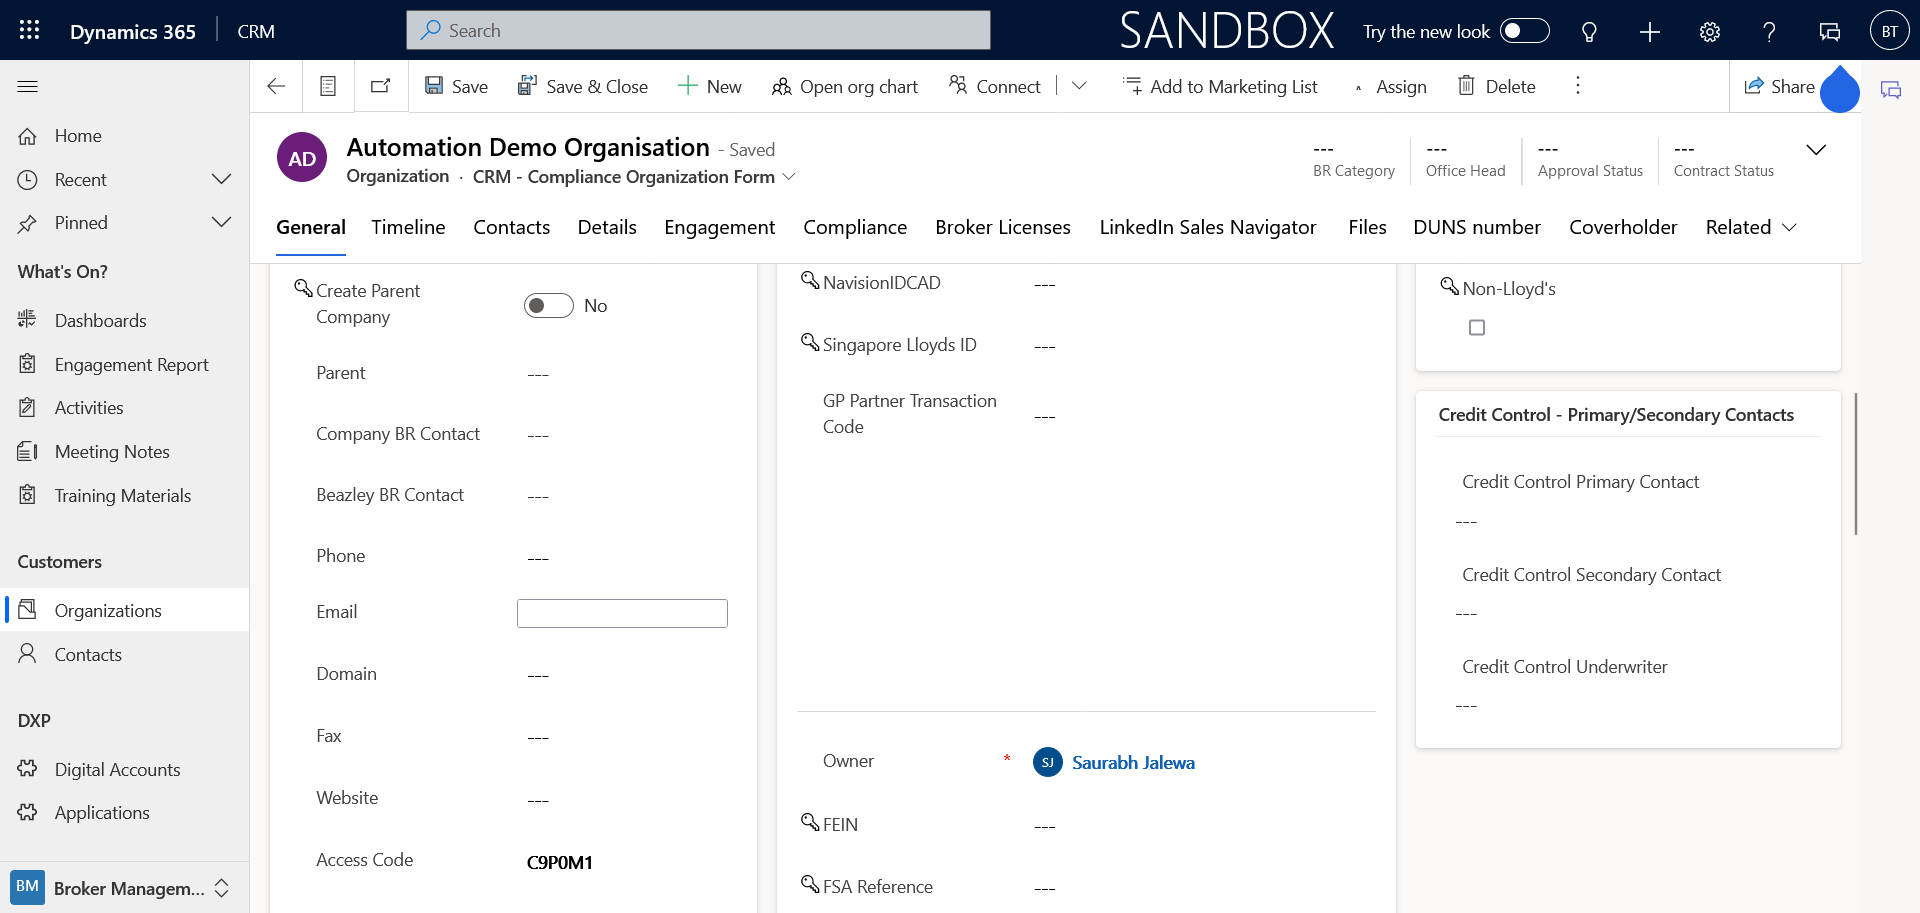 Dynamics 365
CRM
Search
SANDBOX
Try the new look
BT
Save
Save & Close
New
Open org chart
Connect
Add to Marketing List
Assign
Delete
Share
Home
Recent
Pinned
What's On?
Dashboards
Engagement Report
Activities
Meeting Notes
Training Materials
Customers
Organizations
Contacts
DXP
Digital Accounts
Applications
BM
Broker Managem...
AD
Automation Demo Organisation - Saved
Organization · CRM - Compliance Organization Form
---
BR Category
---
Office Head
---
Approval Status
---
Contract Status
General
Timeline
Contacts
Details
Engagement
Compliance
Broker Licenses
LinkedIn Sales Navigator
Files
DUNS number
Coverholder
Related
Create Parent
Company
No
Parent
---
Company BR Contact
---
Beazley BR Contact
---
Phone
---
Email
Domain
---
Fax
---
Website
---
Access Code
C9P0M1
NavisionIDCAD
---
Singapore Lloyds ID
---
GP Partner Transaction
Code
---
Owner
*
SJ
Saurabh Jalewa
FEIN
---
FSA Reference
---
Non-Lloyd's
Credit Control - Primary/Secondary Contacts
Credit Control Primary Contact
---
Credit Control Secondary Contact
---
Credit Control Underwriter
---